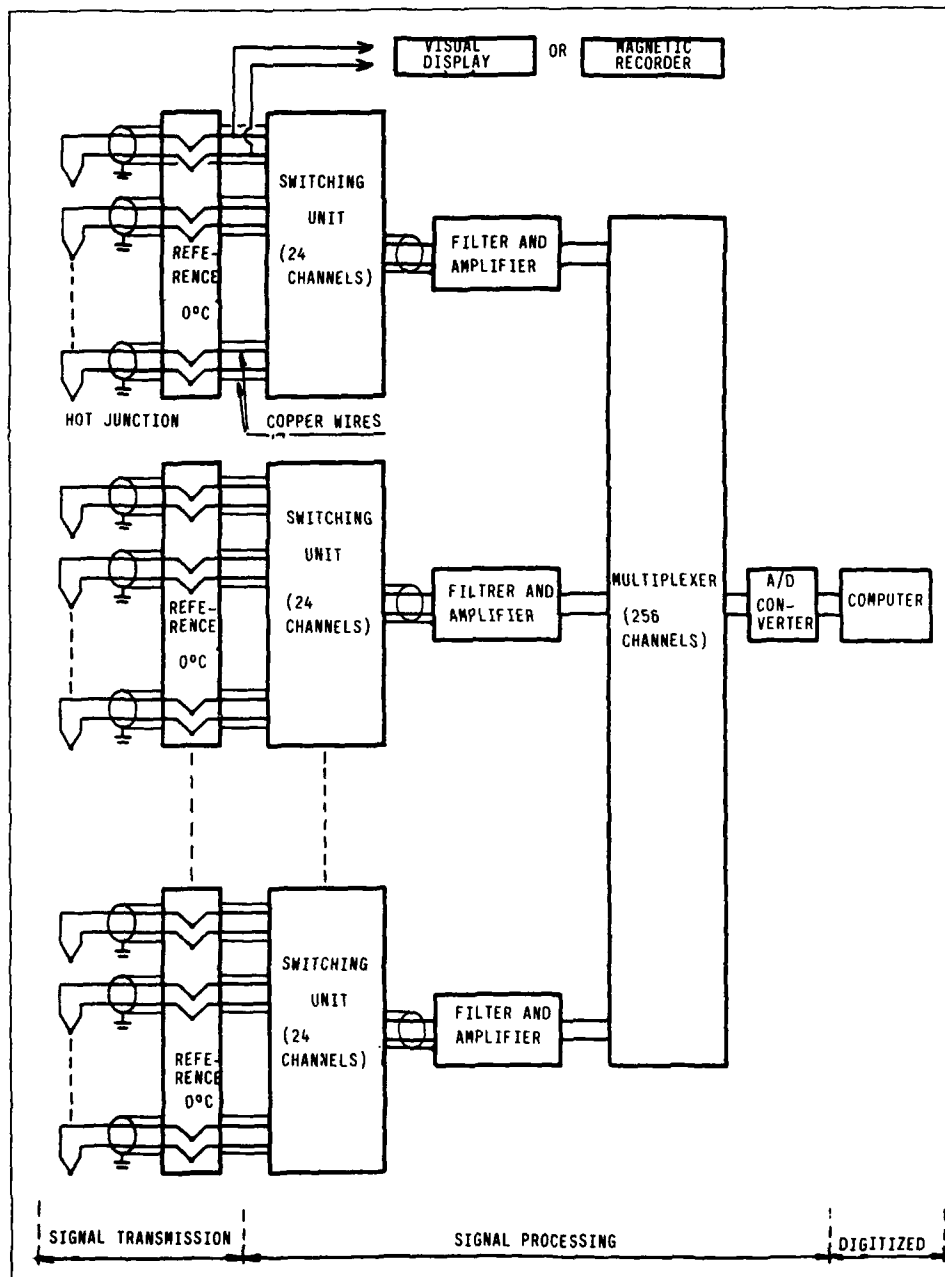 VISUAL DISPLAY
OR
MAGNETIC RECORDER
SWITCHING
UNIT
(24
CHANNELS)
REFE-
RENCE
0°C
FILTER AND
AMPLIFIER
HOT JUNCTION
COPPER WIRES
SWITCHING
UNIT
(24
CHANNELS)
REFE-
RENCE
0°C
FILTRER AND
AMPLIFIER
MULTIPLEXER
(256
CHANNELS)
A/D
CON-
VERTER
COMPUTER
SWITCHING
UNIT
(24
CHANNELS)
REFE-
RENCE
0°C
FILTER AND
AMPLIFIER
SIGNAL TRANSMISSION
SIGNAL PROCESSING
DIGITIZED